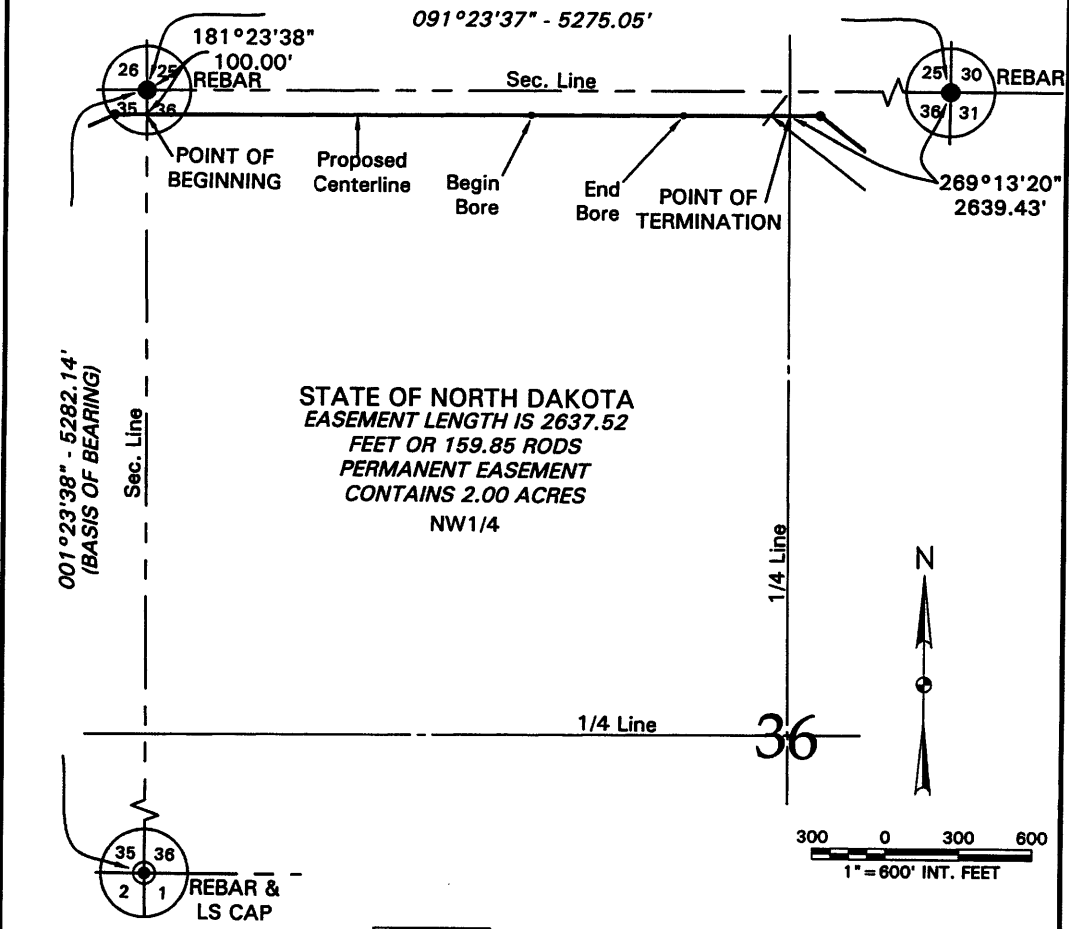 091°23'37" - 5275.05'
181°23'38"
100.00'
26 25
35 36
REBAR
Sec. Line
25 30
36 31
REBAR
POINT OF
BEGINNING
Proposed
Centerline
Begin
Bore
End
Bore
POINT OF
TERMINATION
269°13'20"
2639.43'
001°23'38" - 5282.14'
(BASIS OF BEARING)
Sec. Line
STATE OF NORTH DAKOTA
EASEMENT LENGTH IS 2637.52
FEET OR 159.85 RODS
PERMANENT EASEMENT
CONTAINS 2.00 ACRES
NW1/4
1/4 Line
N
1/4 Line
36
35 36
2 1
REBAR &
LS CAP
300 0 300 600
1"=600' INT. FEET